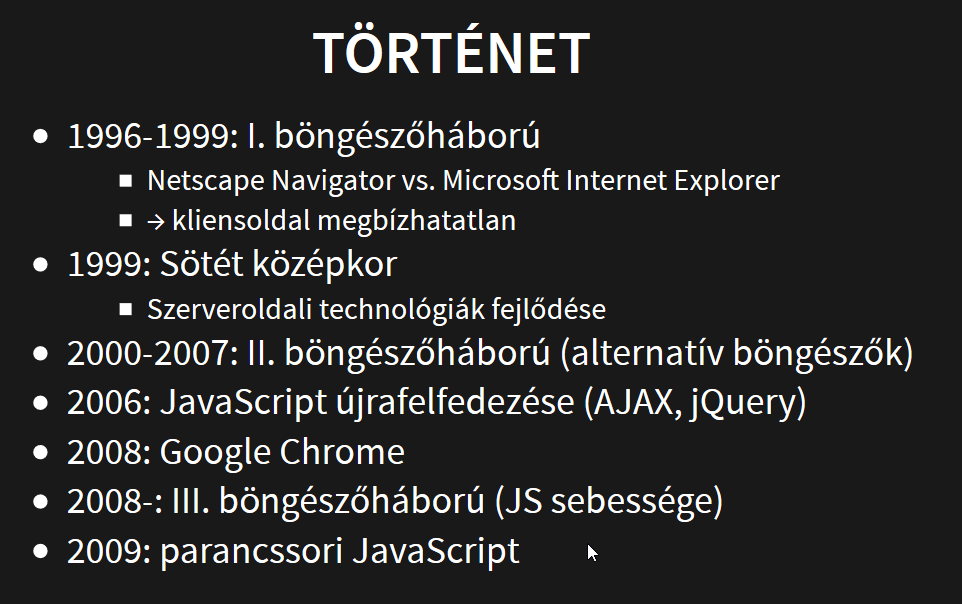 TÖRTÉNET
1996-1999: I. böngészőháború
Netscape Navigator vs. Microsoft Internet Explorer
→ kliensoldal megbízhatatlan
1999: Sötét középkor
Szerveroldali technológiák fejlődése
2000-2007: II. böngészőháború (alternatív böngészők)
2006: JavaScript újrafelfedezése (AJAX, jQuery)
2008: Google Chrome
2008-: III. böngészőháború (JS sebessége)
2009: parancssori JavaScript